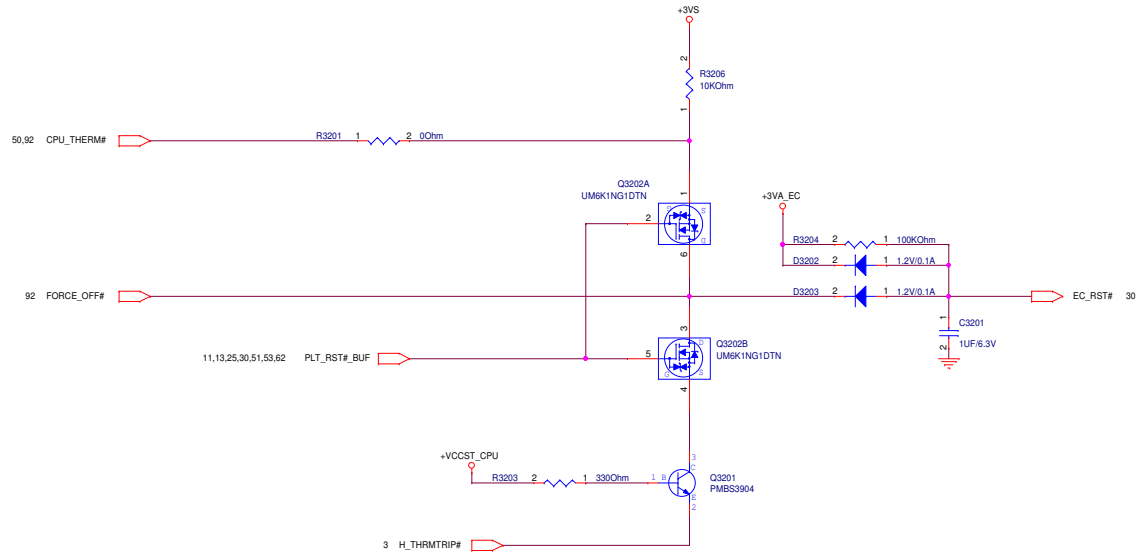 +3VS
2
R3206
10KOhm
1
50,92 CPU_THERM# R3201 1 2 0Ohm
Q3202A
UM6K1NG1DTN
1
D S
2
G
6
+3VA_EC
R3204 2 1 100KOhm
D3202 2 1 1.2V/0.1A
92 FORCE_OFF# D3203 2 1 1.2V/0.1A EC_RST# 30
1
C3201
1UF/6.3V
2
3
D
Q3202B
UM6K1NG1DTN
11,13,25,30,51,53,62 PLT_RST#_BUF 5
G S
4
+VCCST_CPU
3
C
R3203 2 1 330Ohm 1 B
Q3201
PMBS3904
E
2
3 H_THRMTRIP#